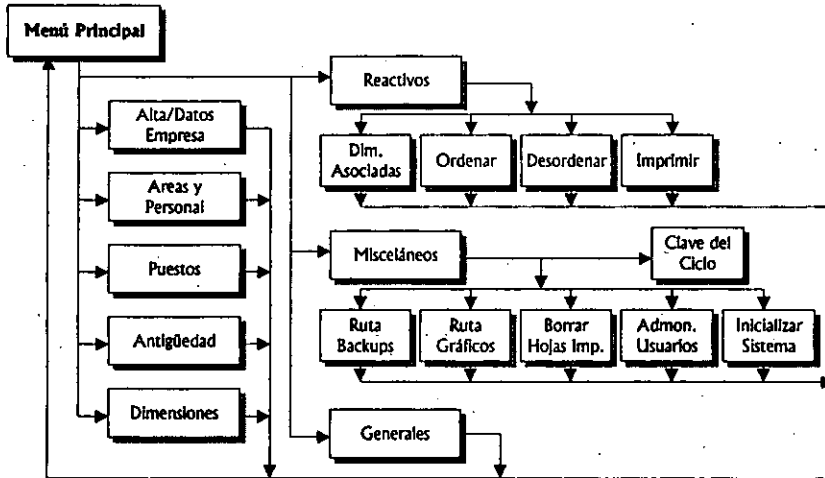 Menú Principal
Reactivos
Alta/Datos
Empresa
Dim.
Asociadas
Ordenar
Desordenar
Imprimir
Areas y
Personal
Misceláneos
Clave del
Ciclo
Puestos
Ruta
Backups
Ruta
Gráficos
Borrar
Hojas Imp.
Admon.
Usuarios
Inicializar
Sistema
Antigüedad
Dimensiones
Generales